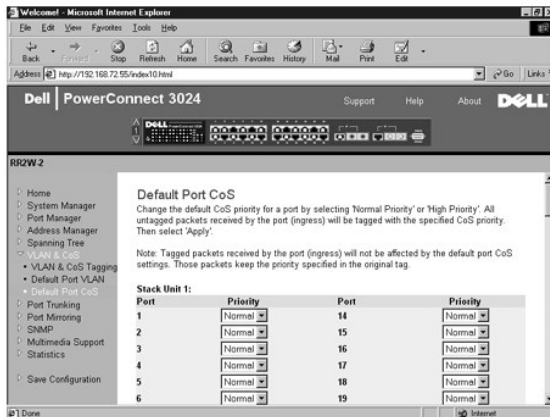 Welcome! - Microsoft Internet Explorer
File Edit View Favorites Tools Help
Back Forward Stop Refresh Home Search Favorites History Mail Print Edit
Address http://192.168.72.55/index10.html Go Links
Dell | PowerConnect 3024 Support Help About DELL
DELL
RR2W-2
Home
System Manager
Port Manager
Address Manager
Spanning Tree
VLAN & CoS
VLAN & CoS Tagging
Default Port VLAN
Default Port CoS
Port Trunking
Port Mirroring
SNMP
Multimedia Support
Statistics
Save Configuration
Default Port CoS
Change the default CoS priority for a port by selecting 'Normal Priority' or 'High Priority'. All
untagged packets received by the port (ingress) will be tagged with the specified CoS priority.
Then select 'Apply'.
Note: Tagged packets received by the port (ingress) will not be affected by the default port CoS
settings. Those packets keep the priority specified in the original tag.
Stack Unit 1:
Port Priority Port Priority
1 Normal 14 Normal
2 Normal 15 Normal
3 Normal 16 Normal
4 Normal 17 Normal
5 Normal 18 Normal
6 Normal 19 Normal
Done Internet